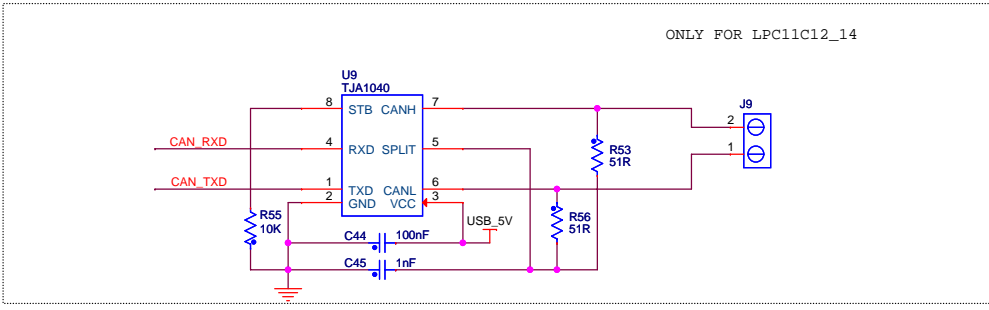 ONLY FOR LPC11C12_14
U9
TJA1040
J9
8 STB CANH 7
2
CAN_RXD 4 RXD SPLIT 5
R53
51R
1
CAN_TXD 1 TXD CANL 6
2 GND VCC 3
R55
10K
USB_5V
R56
51R
C44 100nF
C45 1nF